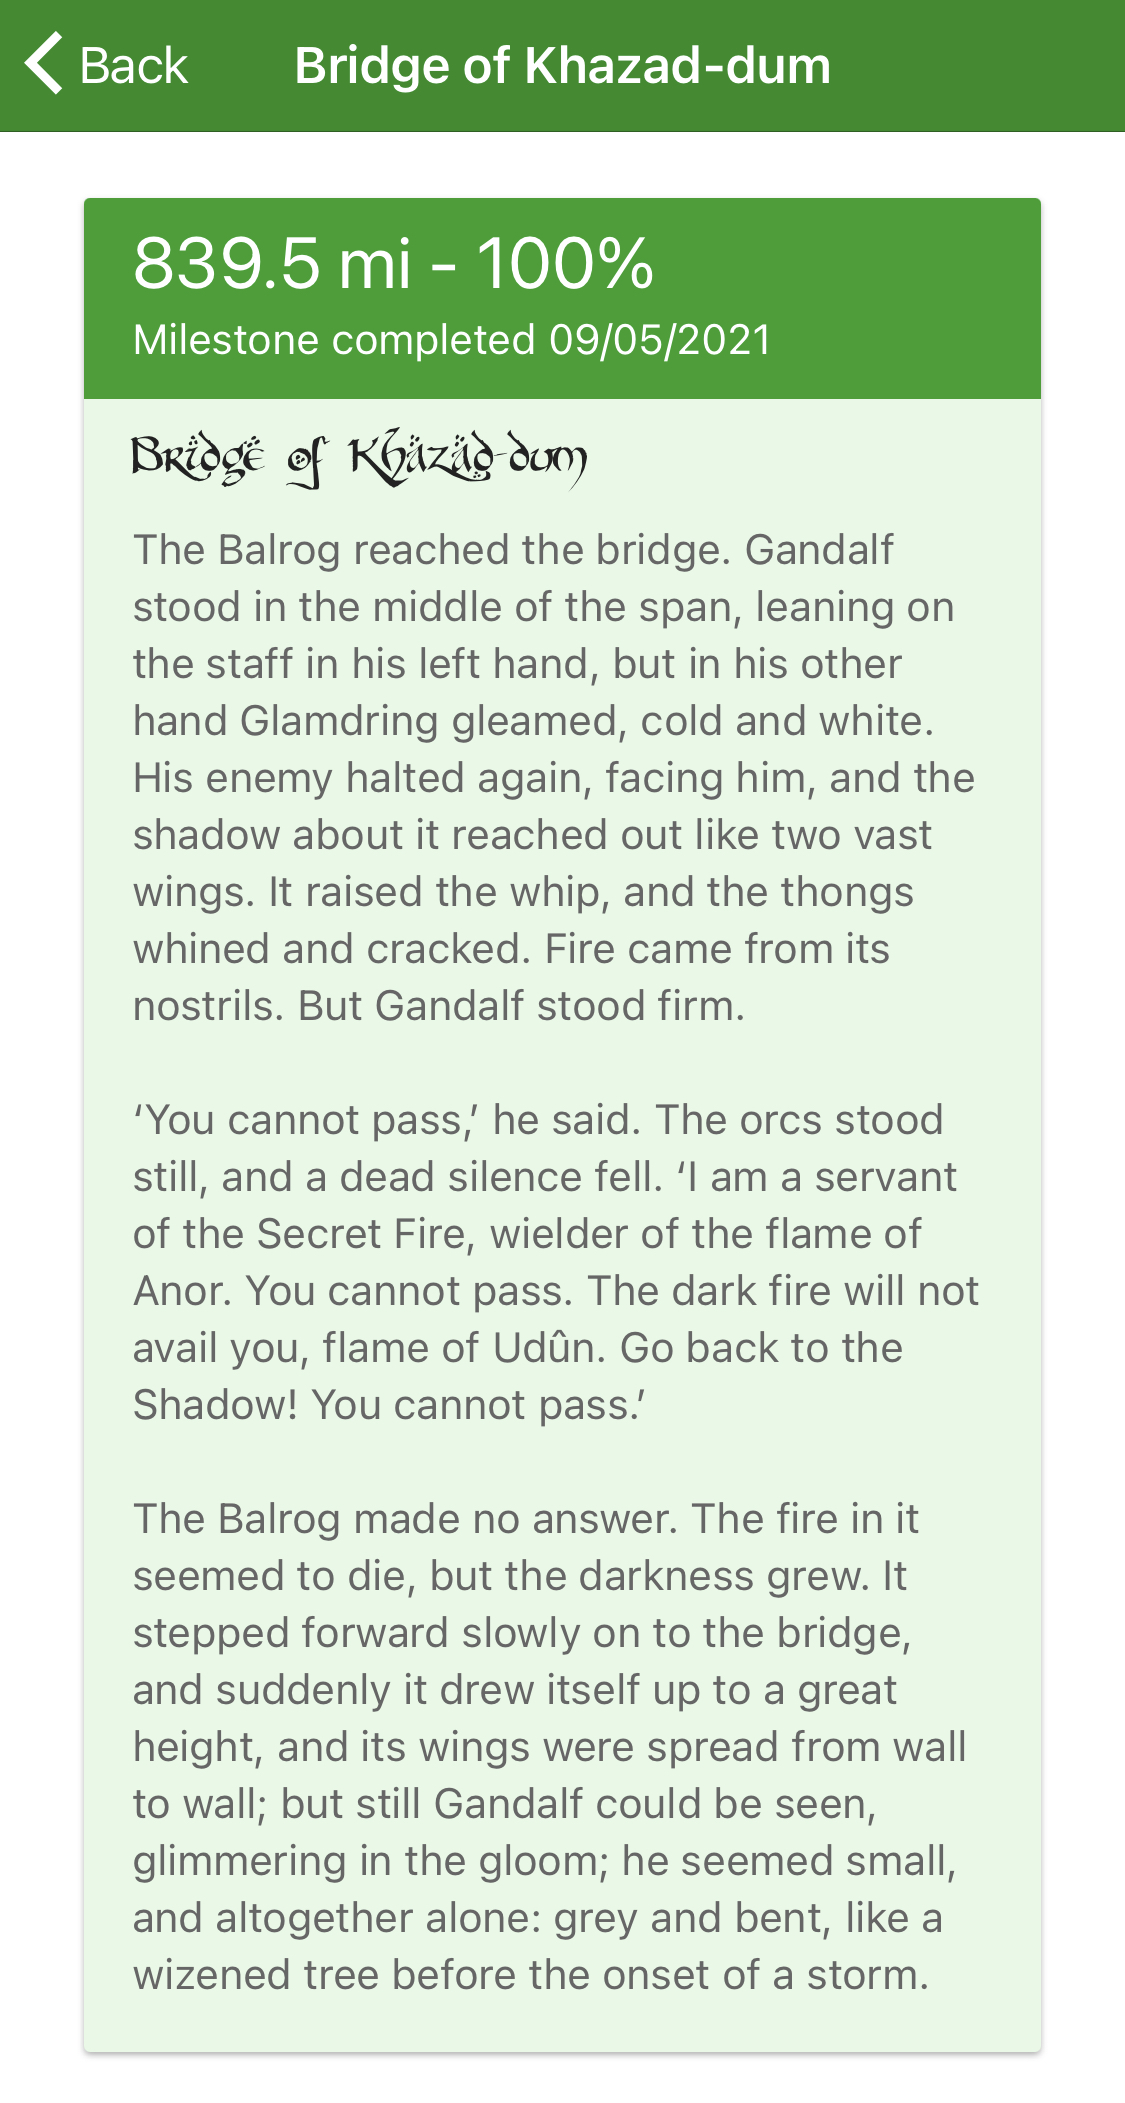 Back
Bridge of Khazad-dum
839.5 mi - 100%
Milestone completed 09/05/2021
Bridge of Khazad-dum
The Balrog reached the bridge. Gandalf
stood in the middle of the span, leaning on
the staff in his left hand, but in his other
hand Glamdring gleamed, cold and white.
His enemy halted again, facing him, and the
shadow about it reached out like two vast
wings. It raised the whip, and the thongs
whined and cracked. Fire came from its
nostrils. But Gandalf stood firm.
‘You cannot pass,’ he said. The orcs stood
still, and a dead silence fell. ‘I am a servant
of the Secret Fire, wielder of the flame of
Anor. You cannot pass. The dark fire will not
avail you, flame of Udûn. Go back to the
Shadow! You cannot pass.’
The Balrog made no answer. The fire in it
seemed to die, but the darkness grew. It
stepped forward slowly on to the bridge,
and suddenly it drew itself up to a great
height, and its wings were spread from wall
to wall; but still Gandalf could be seen,
glimmering in the gloom; he seemed small,
and altogether alone: grey and bent, like a
wizened tree before the onset of a storm.